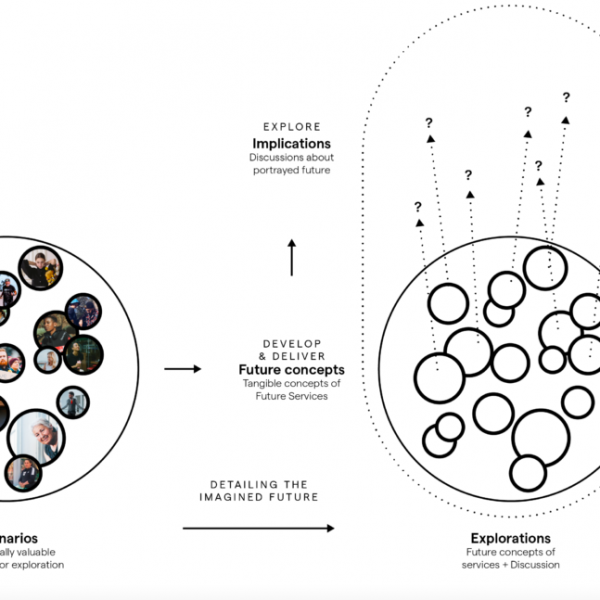 EXPLORE
Implications
Discussions about
portrayed future
?
?
?
?
?
?
DEVELOP
& DELIVER
Future concepts
Tangible concepts of
Future Services
DETAILING THE
IMAGINED FUTURE
narios
ally valuable
or exploration
Explorations
Future concepts of
services + Discussion